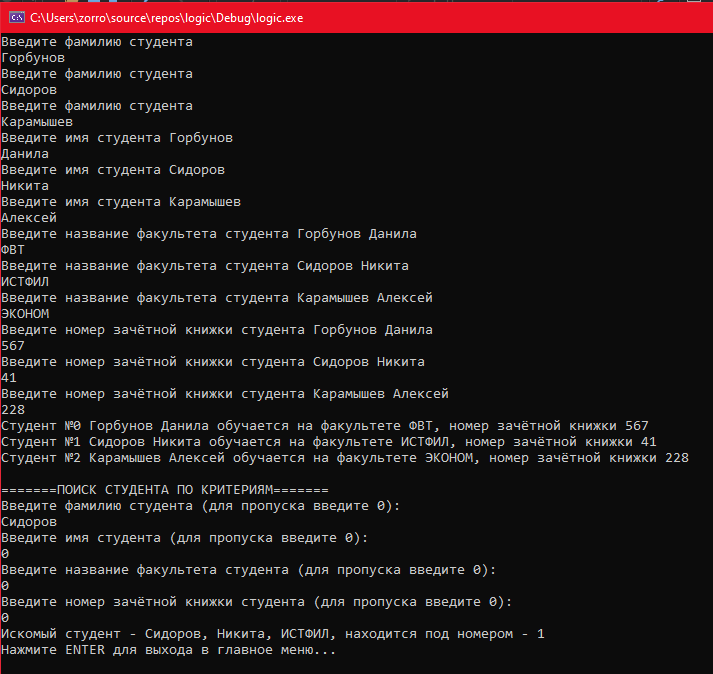 C:\Users\zorro\source\repos\logic\Debug\logic.exe
Введите фамилию студента
Горбунов
Введите фамилию студента
Сидоров
Введите фамилию студента
Карамышев
Введите имя студента Горбунов
Данила
Введите имя студента Сидоров
Никита
Введите имя студента Карамышев
Алексей
Введите название факультета студента Горбунов Данила
ФВТ
Введите название факультета студента Сидоров Никита
ИСТФИЛ
Введите название факультета студента Карамышев Алексей
ЭКОНОМ
Введите номер зачётной книжки студента Горбунов Данила
567
Введите номер зачётной книжки студента Сидоров Никита
41
Введите номер зачётной книжки студента Карамышев Алексей
228
Студент №0 Горбунов Данила обучается на факультете ФВТ, номер зачётной книжки 567
Студент №1 Сидоров Никита обучается на факультете ИСТФИЛ, номер зачётной книжки 41
Студент №2 Карамышев Алексей обучается на факультете ЭКОНОМ, номер зачётной книжки 228
=======ПОИСК СТУДЕНТА ПО КРИТЕРИЯМ=======
Введите фамилию студента (для пропуска введите 0):
Сидоров
Введите имя студента (для пропуска введите 0):
0
Введите название факультета студента (для пропуска введите 0):
0
Введите номер зачётной книжки студента (для пропуска введите 0):
0
Искомый студент - Сидоров, Никита, ИСТФИЛ, находится под номером - 1
Нажмите ENTER для выхода в главное меню...